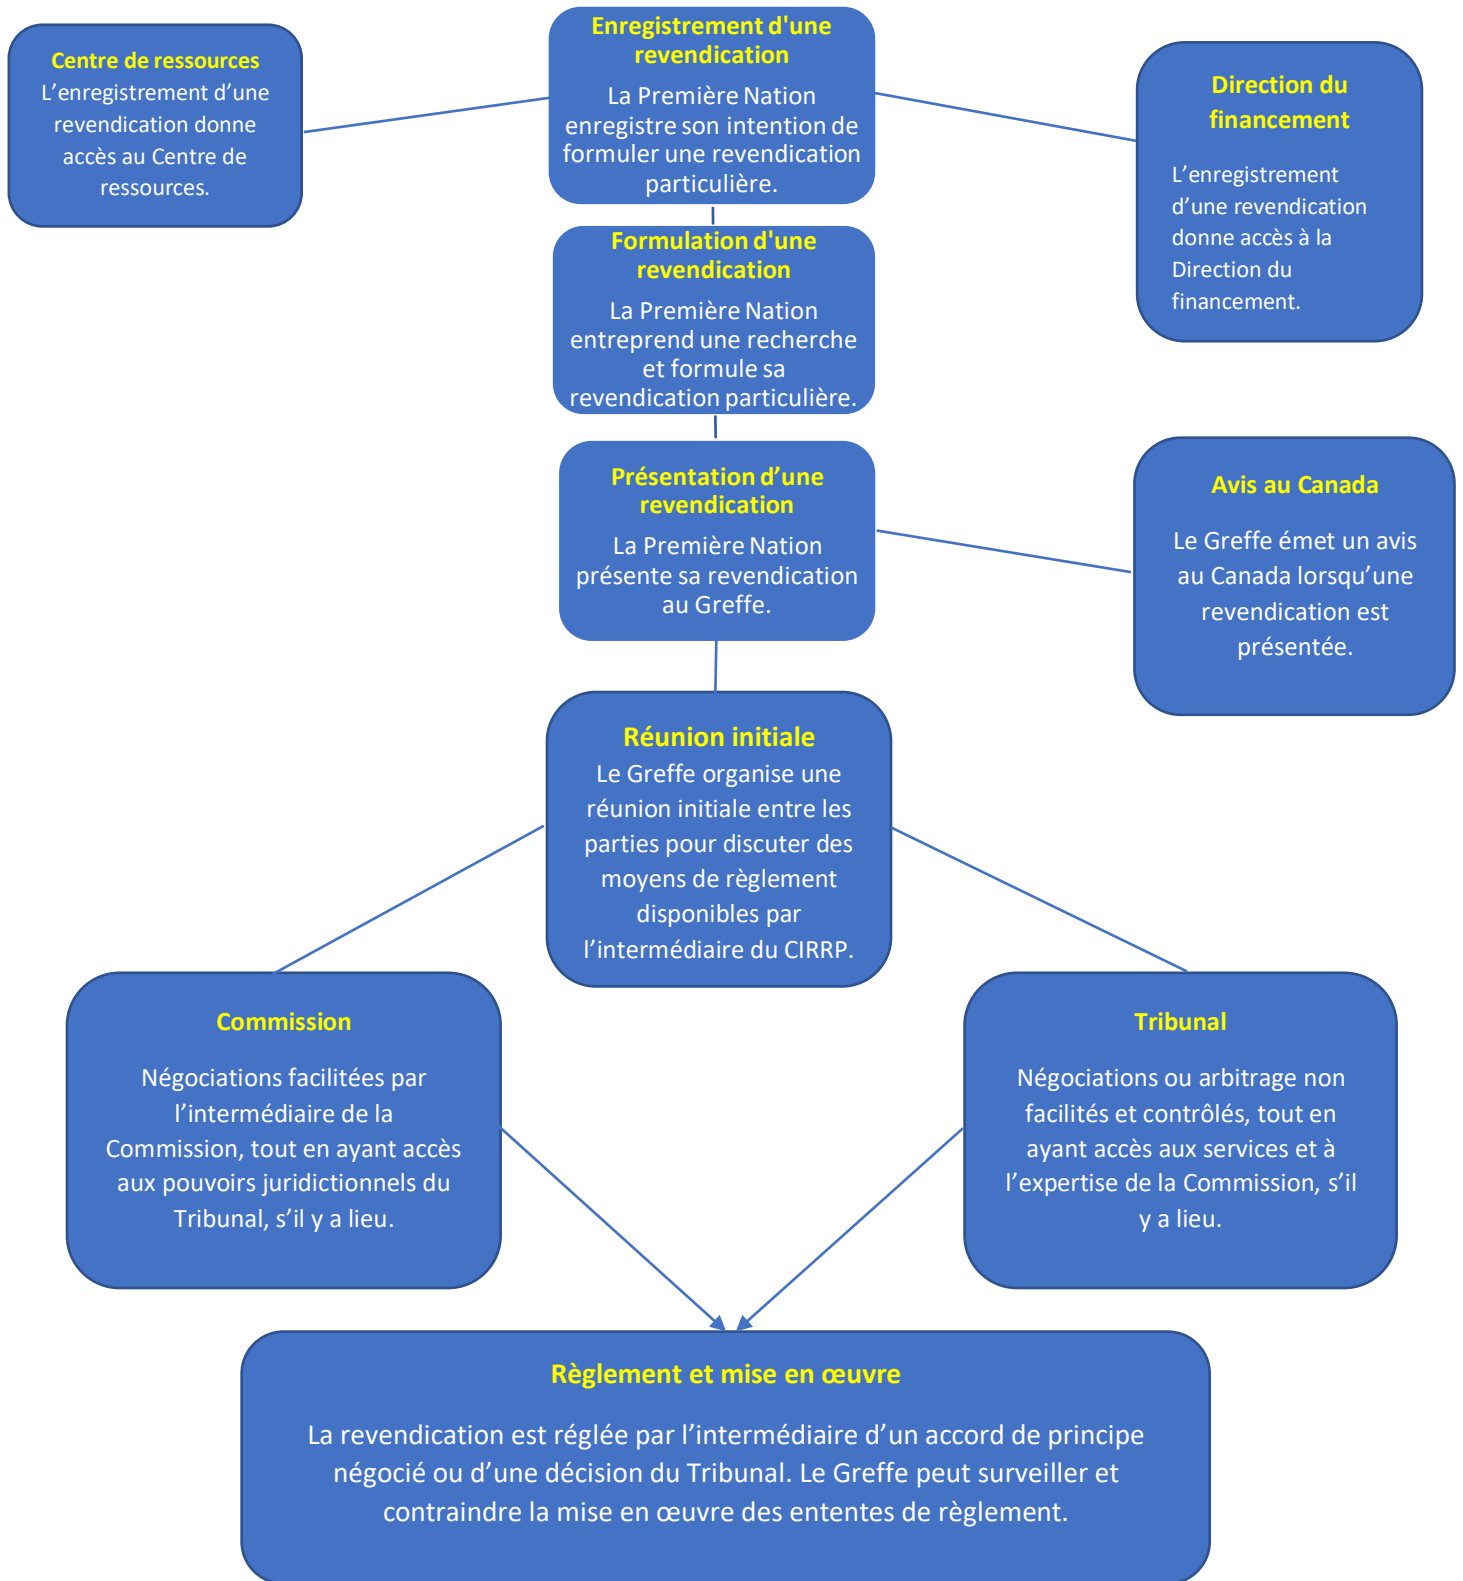 Centre de ressources
L’enregistrement d’une
revendication donne
accès au Centre de
ressources.
Enregistrement d'une
revendication
La Première Nation
enregistre son intention de
formuler une revendication
particulière.
Direction du
financement
L’enregistrement
d’une revendication
donne accès à la
Direction du
financement.
Formulation d'une
revendication
La Première Nation
entreprend une recherche
et formule sa
revendication particulière.
Présentation d’une
revendication
La Première Nation
présente sa revendication
au Greffe.
Avis au Canada
Le Greffe émet un avis
au Canada lorsqu’une
revendication est
présentée.
Réunion initiale
Le Greffe organise une
réunion initiale entre les
parties pour discuter des
moyens de règlement
disponibles par
l’intermédiaire du CIRRP.
Commission
Négociations facilitées par
l’intermédiaire de la
Commission, tout en ayant accès
aux pouvoirs juridictionnels du
Tribunal, s’il y a lieu.
Tribunal
Négociations ou arbitrage non
facilités et contrôlés, tout en
ayant accès aux services et à
l’expertise de la Commission, s’il
y a lieu.
Règlement et mise en œuvre
La revendication est réglée par l’intermédiaire d’un accord de principe
négocié ou d’une décision du Tribunal. Le Greffe peut surveiller et
contraindre la mise en œuvre des ententes de règlement.